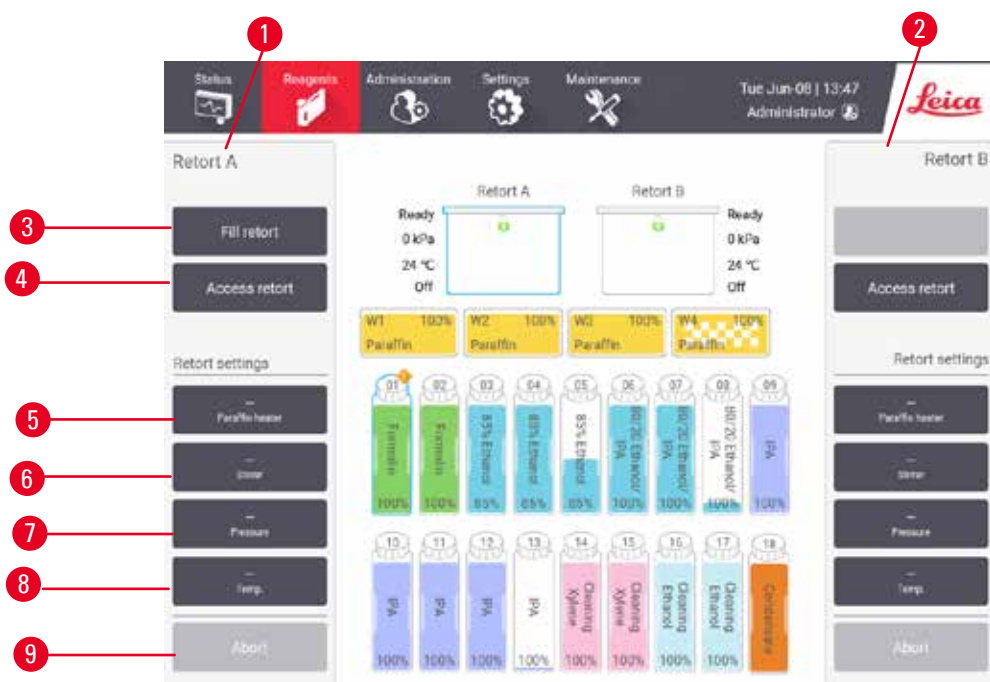 1
2
Status
Reagents
Administration
Settings
Maintenance
Tue Jun-08 | 13:47
Administrator
Leica
Retort A
Retort B
3
Fill retort
4
Access retort
Access retort
Retort A
Retort B
Ready
0 kPa
24 °C
Off
Ready
0 kPa
24 °C
Off
W1 100%
Paraffin
W2 100%
Paraffin
W3 100%
Paraffin
W4 100%
Paraffin
Retort settings
Retort settings
5
--
Paraffin heater
--
Paraffin heater
6
--
Stirrer
--
Stirrer
7
--
Pressure
--
Pressure
8
--
Temp.
--
Temp.
9
Abort
Abort
01
Formalin
100%
02
Formalin
100%
03
85% Ethanol
85%
04
85% Ethanol
85%
05
85% Ethanol
85%
06
80/20 Ethanol/
IPA
100%
07
80/20 Ethanol/
IPA
100%
08
80/20 Ethanol/
IPA
100%
09
IPA
100%
10
IPA
100%
11
IPA
100%
12
IPA
100%
13
IPA
100%
14
Cleaning
Xylene
100%
15
Cleaning
Xylene
100%
16
Cleaning
Ethanol
100%
17
Cleaning
Ethanol
100%
18
Condensate